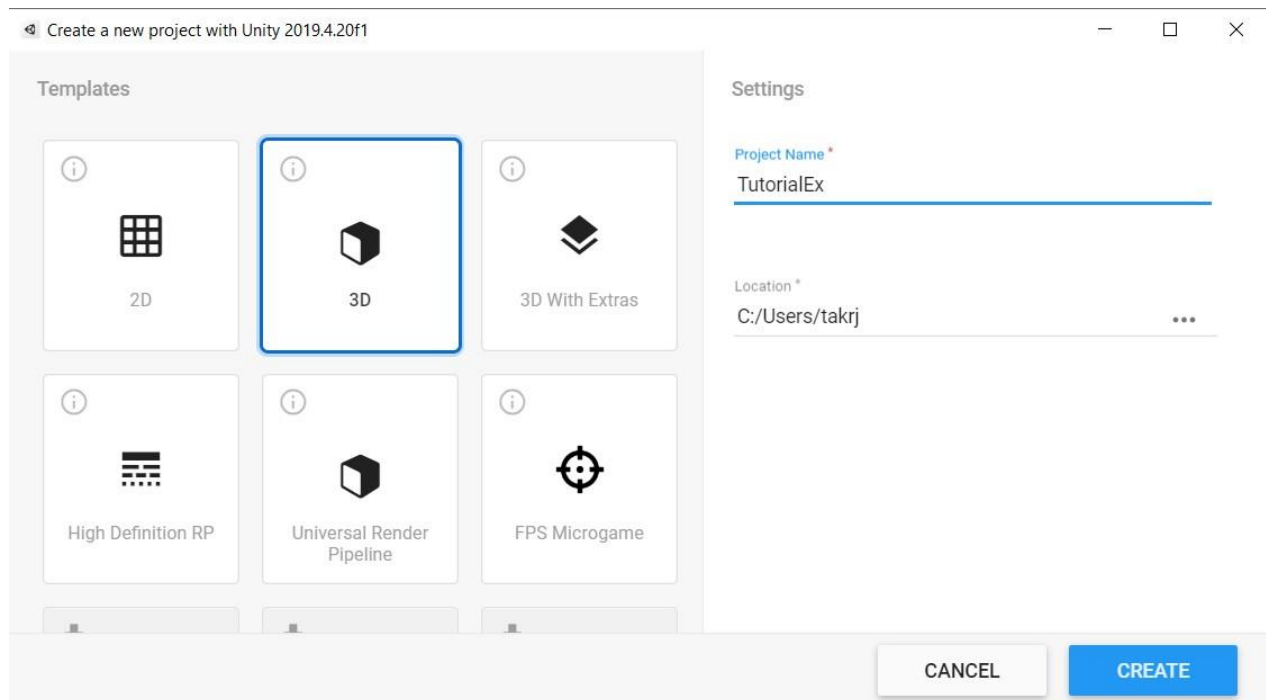 Create a new project with Unity 2019.4.20f1
Templates
2D
3D
3D With Extras
High Definition RP
Universal Render
Pipeline
FPS Microgame
Settings
Project Name *
TutorialEx
Location *
C:/Users/takrj
CANCEL
CREATE